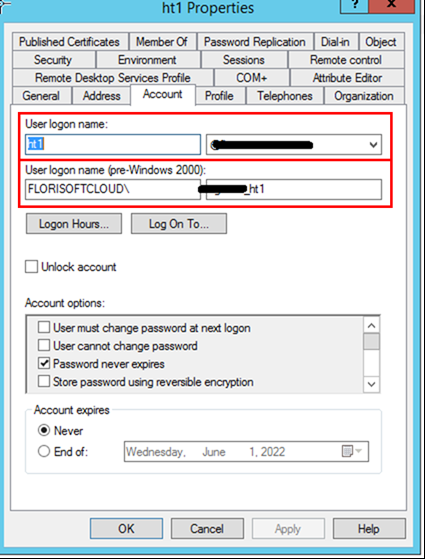 ht1 Properties
?
x
Published Certificates Member Of Password Replication Dial-in Object
Security Environment Sessions Remote control
Remote Desktop Services Profile COM+ Attribute Editor
General Address Account Profile Telephones Organization
User logon name:
ht1
User logon name (pre-Windows 2000):
FLORISOFTCLOUD\ _ht1
Logon Hours... Log On To...
Unlock account
Account options:
User must change password at next logon
User cannot change password
Password never expires
Store password using reversible encryption
Account expires
Never
End of: Wednesday, June 1, 2022
OK Cancel Apply Help